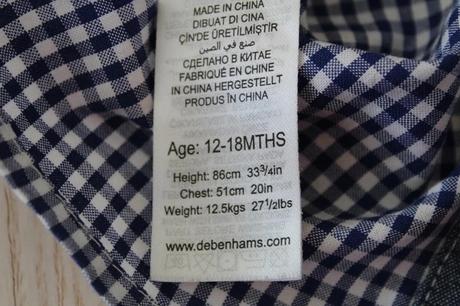 MADE IN CHINA
DIBUAT DI CINA
ÇİN'DE ÜRETİLMİŞTİR
صنع في الصين
СДЕЛАНО В КИТАЕ
FABRIQUÉ EN CHINE
IN CHINA HERGESTELLT
PRODUS ÎN CHINA
Age: 12-18MTHS
Height: 86cm 33¾in
Chest: 51cm 20in
Weight: 12.5kgs 27½lbs
www.debenhams.com